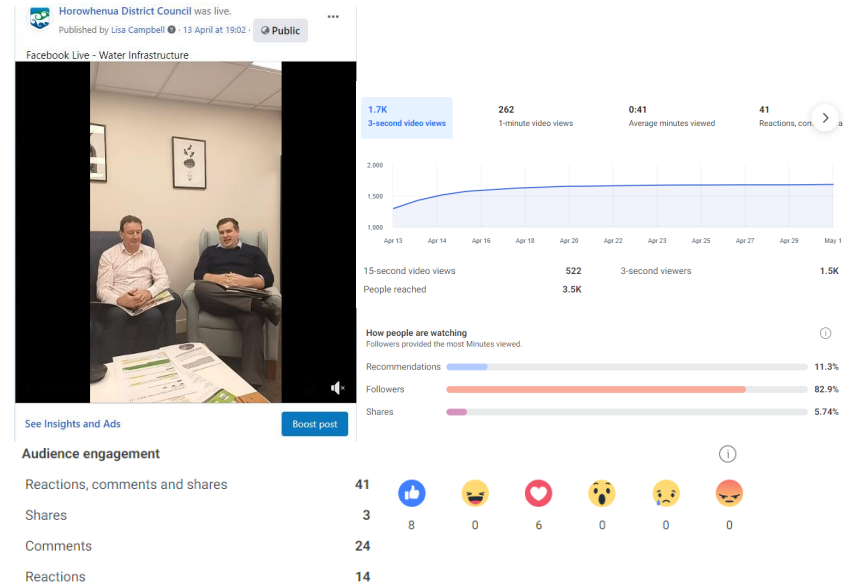 Horowhenua District Council was live.
Published by Lisa Campbell · 13 April at 19:02 ·
Public
Facebook Live - Water Infrastructure
See Insights and Ads
Boost post
1.7K
3-second video views
262
1-minute video views
0:41
Average minutes viewed
41
Reactions, com
2,000
1,500
1,000
Apr 13 Apr 14 Apr 16 Apr 18 Apr 20 Apr 22 Apr 23 Apr 25 Apr 27 Apr 29 May 1
15-second video views 522
3-second viewers 1.5K
People reached 3.5K
How people are watching
Followers provided the most Minutes viewed.
Recommendations 11.3%
Followers 82.9%
Shares 5.74%
Audience engagement
Reactions, comments and shares 41
Shares 3
Comments 24
Reactions 14
8 0 6 0 0 0